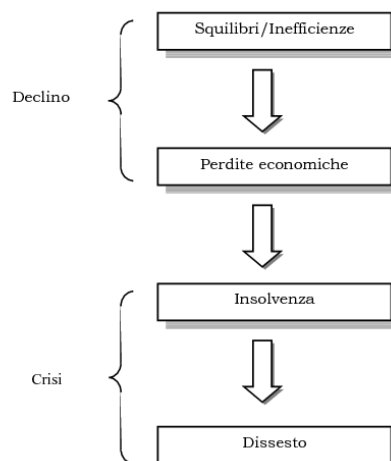 Squilibri/Inefficienze
Declino
Perdite economiche
Insolvenza
Crisi
Dissesto